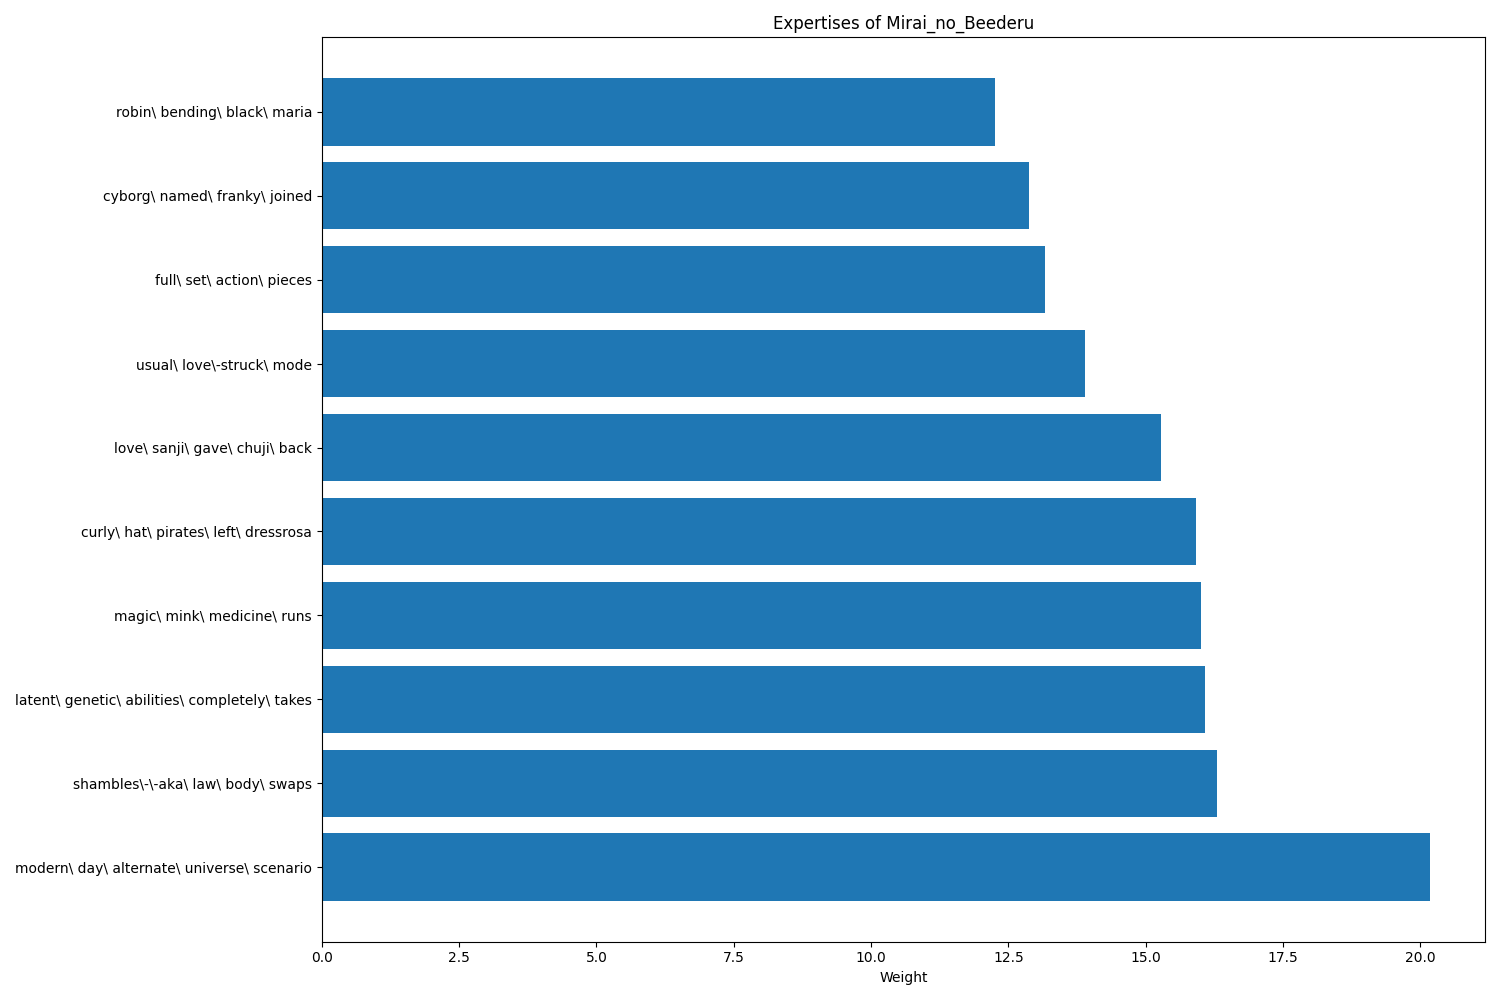 Expertises of Mirai_no_Beederu
robin\ bending\ black\ maria
cyborg\ named\ franky\ joined
full\ set\ action\ pieces
usual\ love\-struck\ mode
love\ sanji\ gave\ chuji\ back
curly\ hat\ pirates\ left\ dressrosa
magic\ mink\ medicine\ runs
latent\ genetic\ abilities\ completely\ takes
shambles\-\-aka\ law\ body\ swaps
modern\ day\ alternate\ universe\ scenario
0.0 2.5 5.0 7.5 10.0 12.5 15.0 17.5 20.0
Weight